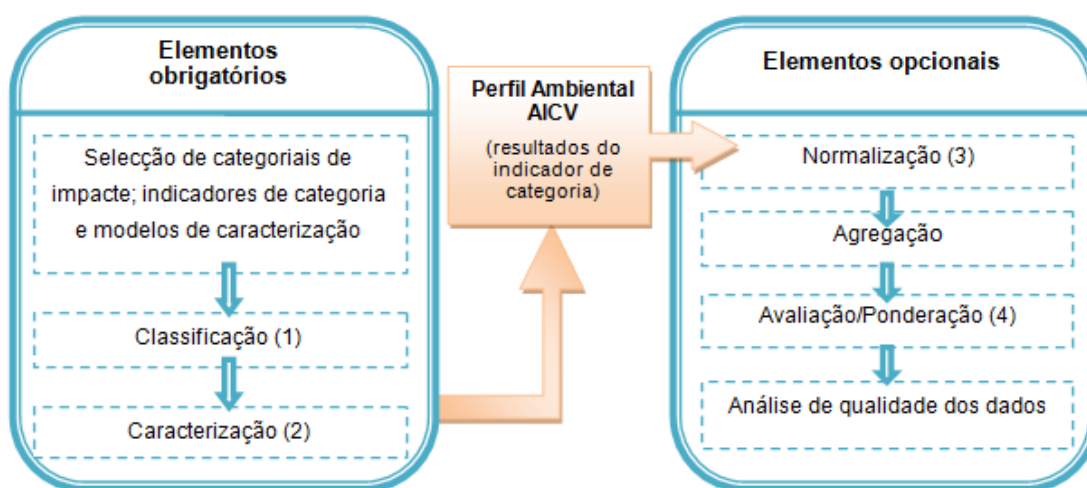 Elementos
obrigatórios
Selecção de categoriais de
impacte; indicadores de categoria
e modelos de caracterização
Classificação (1)
Caracterização (2)
Perfil Ambiental
AICV
(resultados do
indicador de
categoria)
Elementos opcionais
Normalização (3)
Agregação
Avaliação/Ponderação (4)
Análise de qualidade dos dados